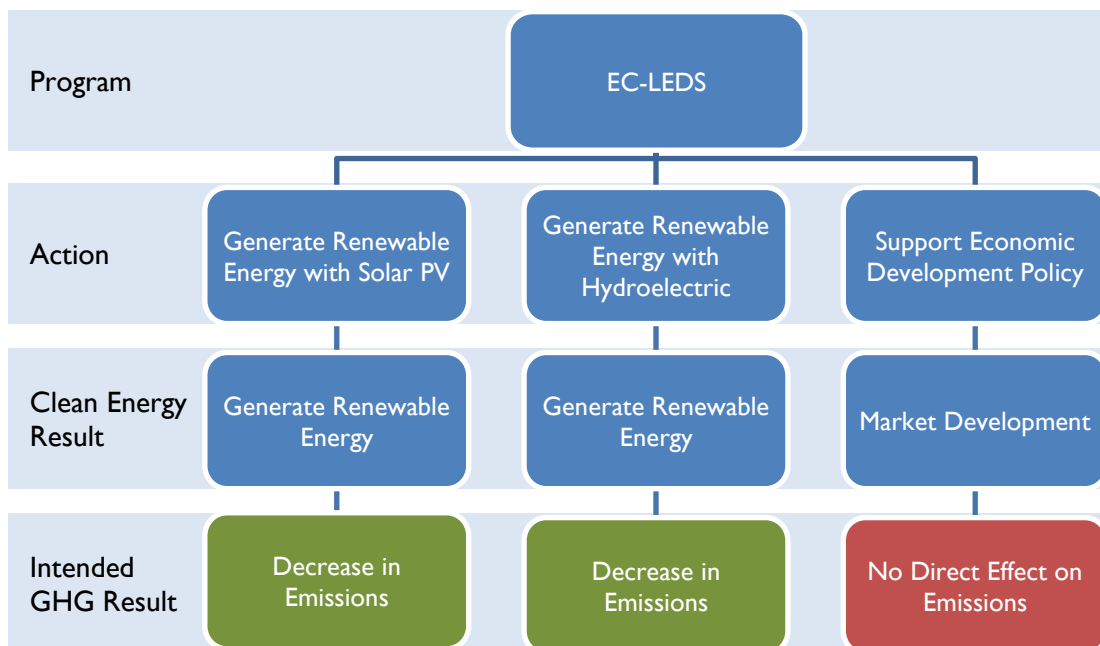 Program
EC-LEDS
Action
Generate Renewable
Energy with Solar PV
Generate Renewable
Energy with
Hydroelectric
Support Economic
Development Policy
Clean Energy
Result
Generate Renewable
Energy
Generate Renewable
Energy
Market Development
Intended
GHG Result
Decrease in
Emissions
Decrease in
Emissions
No Direct Effect on
Emissions